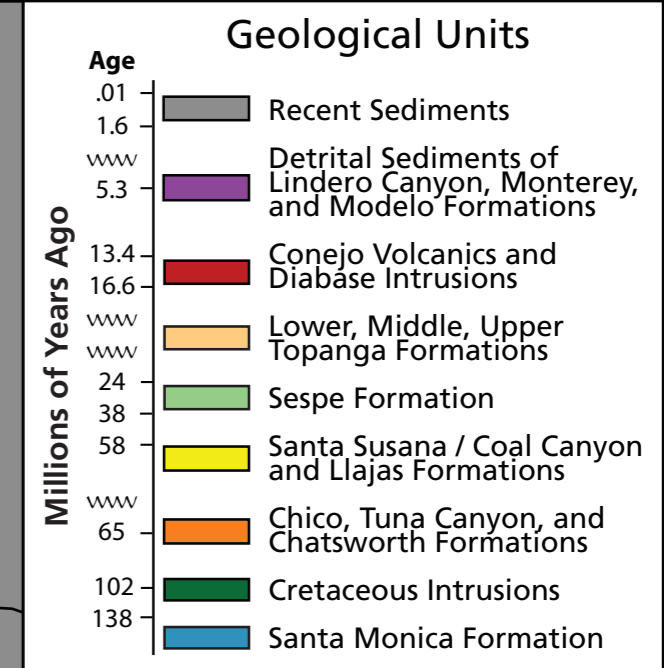 Geological Units
Age
Millions of Years Ago
.01
Recent Sediments
1.6
Detrital Sediments of
Lindero Canyon, Monterey,
5.3
and Modelo Formations
13.4
Conejo Volcanics and
Diabase Intrusions
16.6
Lower, Middle, Upper
Topanga Formations
24
Sespe Formation
38
58
Santa Susana / Coal Canyon
and Llajas Formations
Chico, Tuna Canyon, and
65
Chatsworth Formations
102
Cretaceous Intrusions
138
Santa Monica Formation